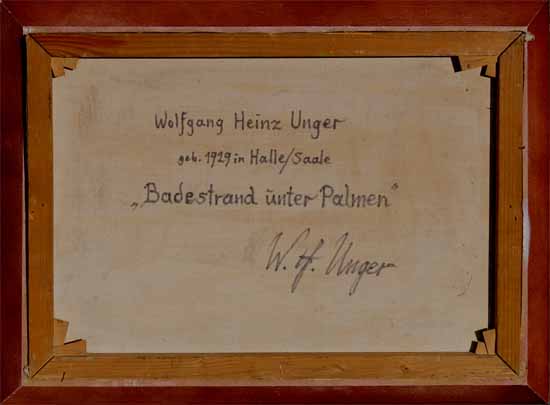 Wolfgang Heinz Unger
geb. 1929 in Halle/Saale
„Badestrand unter Palmen"
W. H. Unger